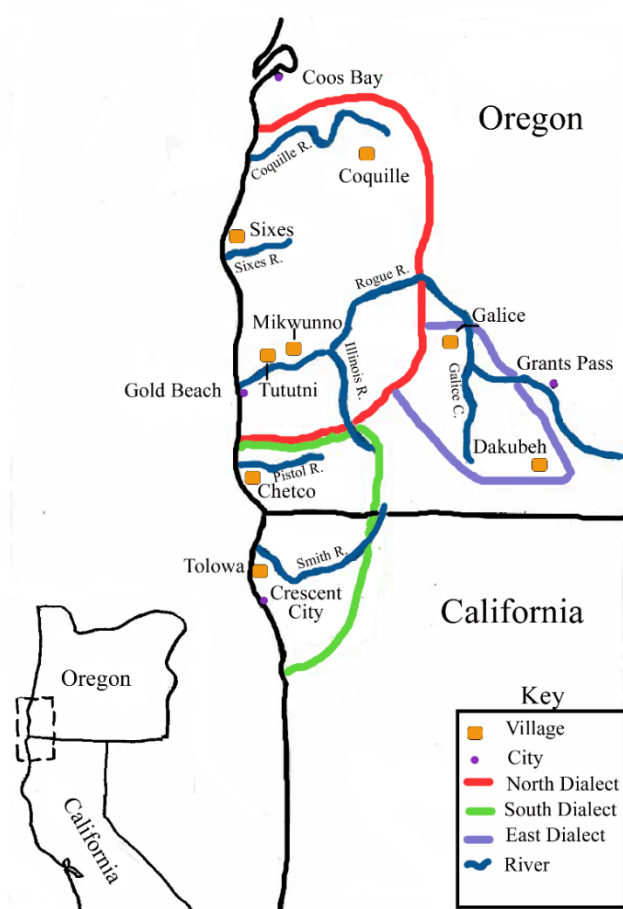 Coos Bay
Oregon
Coquille R.
Coquille
Sixes
Sixes R.
Rogue R.
Mikwunno
Galice
Illinois R.
Galice C.
Grants Pass
Gold Beach
Tututni
Dakubeh
Pistol R.
Chetco
Smith R.
Tolowa
Crescent
City
California
Oregon
California
Key
Village
City
North Dialect
South Dialect
East Dialect
River